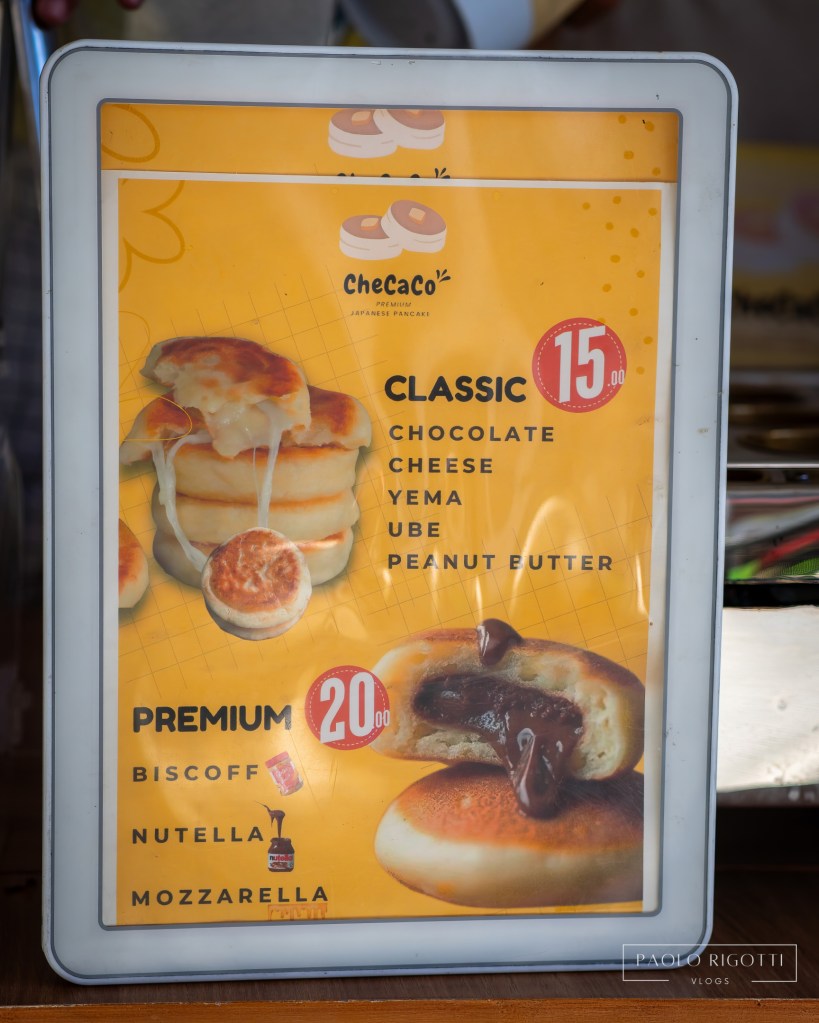 CheCaCo
PREMIUM
JAPANESE PANCAKE
CLASSIC 15.00
CHOCOLATE
CHEESE
YEMA
UBE
PEANUT BUTTER
PREMIUM 20.00
BISCOFF
NUTELLA
nutella
MOZZARELLA
PAOLO RIGOTTI
VLOGS